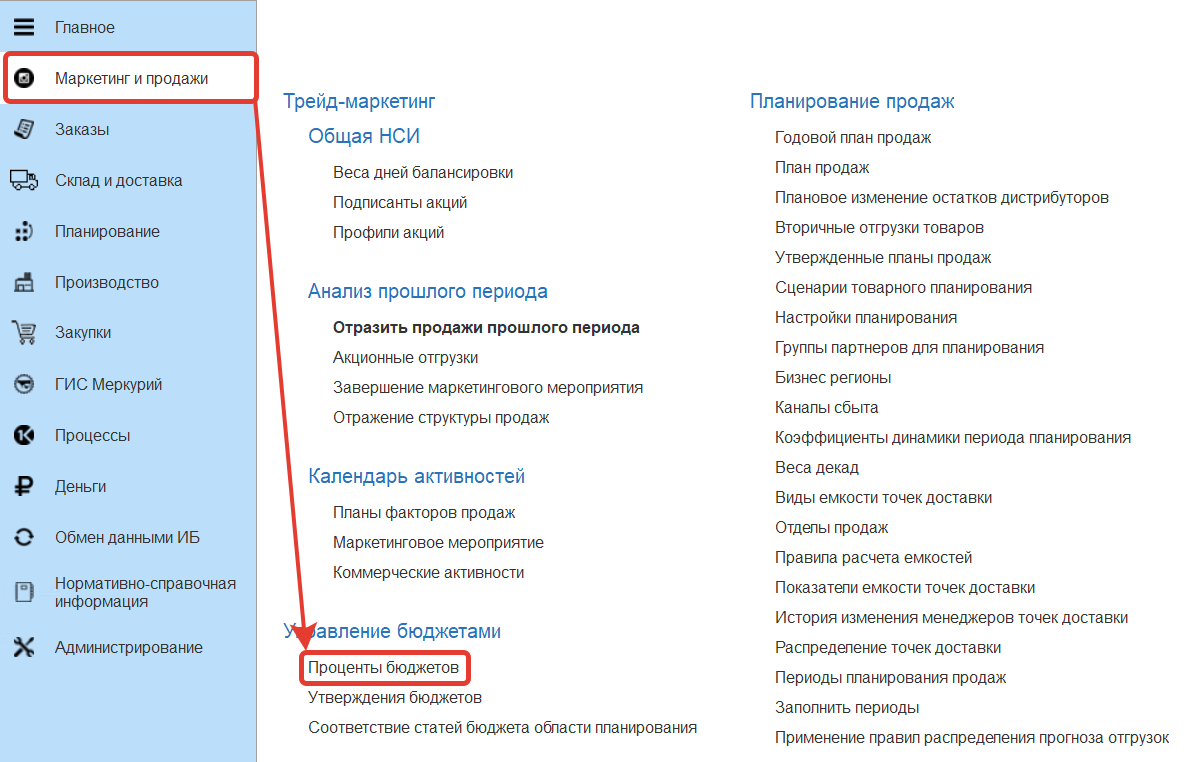 Главное
Маркетинг и продажи
Заказы
Склад и доставка
Планирование
Производство
Закупки
ГИС Меркурий
Процессы
Деньги
Обмен данными ИБ
Нормативно-справочная
информация
Администрирование
Трейд-маркетинг
Общая НСИ
Веса дней балансировки
Подписанты акций
Профили акций
Анализ прошлого периода
Отразить продажи прошлого периода
Акционные отгрузки
Завершение маркетингового мероприятия
Отражение структуры продаж
Календарь активностей
Планы факторов продаж
Маркетинговое мероприятие
Коммерческие активности
Управление бюджетами
Проценты бюджетов
Утверждения бюджетов
Соответствие статей бюджета области планирования
Планирование продаж
Годовой план продаж
План продаж
Плановое изменение остатков дистрибуторов
Вторичные отгрузки товаров
Утвержденные планы продаж
Сценарии товарного планирования
Настройки планирования
Группы партнеров для планирования
Бизнес регионы
Каналы сбыта
Коэффициенты динамики периода планирования
Веса декад
Виды емкости точек доставки
Отделы продаж
Правила расчета емкостей
Показатели емкости точек доставки
История изменения менеджеров точек доставки
Распределение точек доставки
Периоды планирования продаж
Заполнить периоды
Применение правил распределения прогноза отгрузок